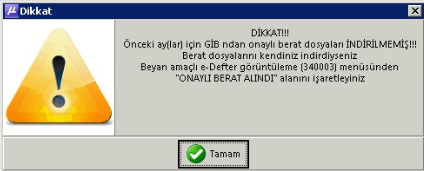 Dikkat
DİKKAT!!!
Önceki ay(lar) için GİB ndan onaylı berat dosyaları İNDİRİLMEMİŞ!!!
Berat dosyalarını kendiniz indirdiyseniz
Beyan amaçlı e-Defter görüntüleme (340003) menüsünden
"ONAYLI BERAT ALINDI" alanını işaretleyiniz
Tamam